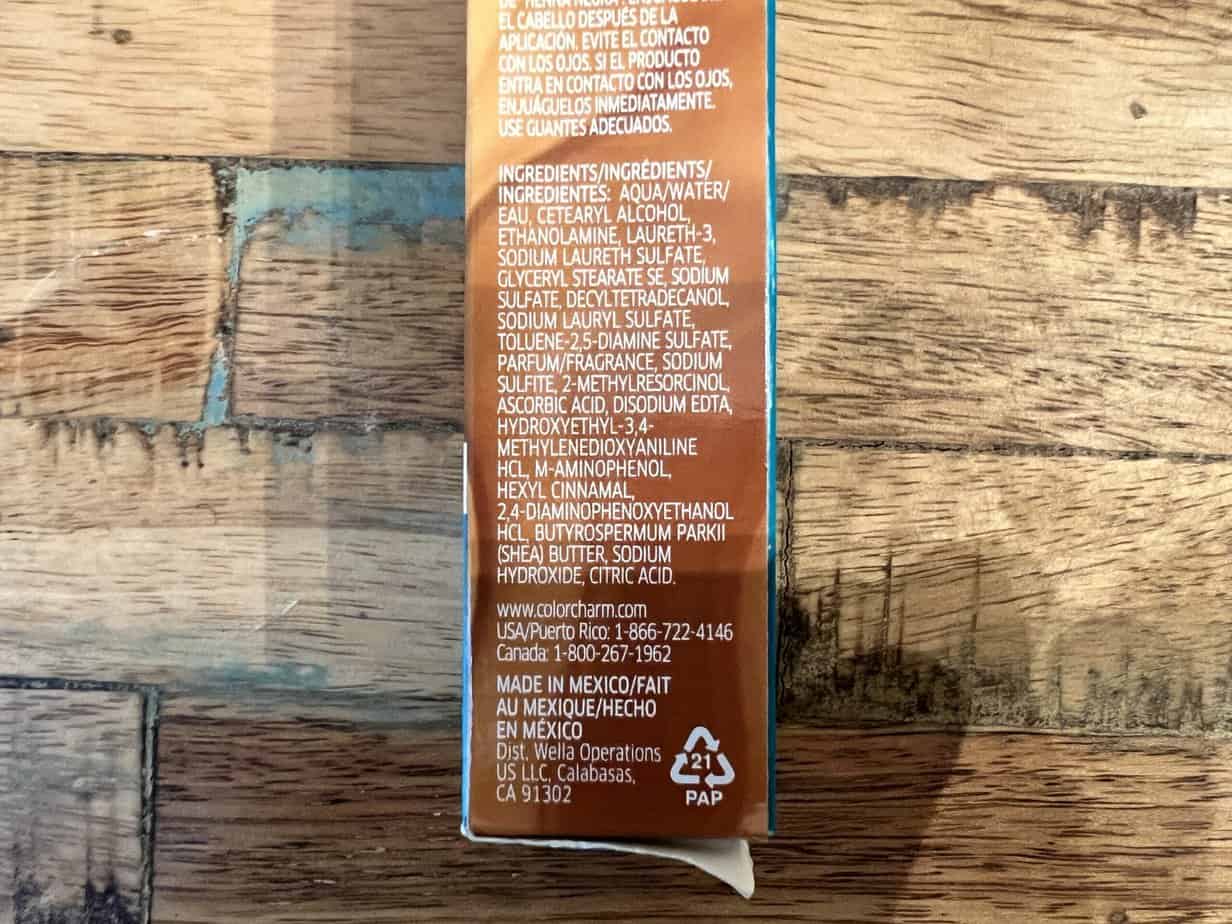 EL CABELLO DESPUÉS DE LA
APLICACIÓN. EVITE EL CONTACTO
CON LOS OJOS. SI EL PRODUCTO
ENTRA EN CONTACTO CON LOS OJOS,
ENJUÁGUELOS INMEDIATAMENTE.
USE GUANTES ADECUADOS.
INGREDIENTS/INGRÉDIENTS/
INGREDIENTES: AQUA/WATER/
EAU, CETEARYL ALCOHOL,
ETHANOLAMINE, LAURETH-3,
SODIUM LAURETH SULFATE,
GLYCERYL STEARATE SE, SODIUM
SULFATE, DECYLTETRADECANOL,
SODIUM LAURYL SULFATE,
TOLUENE-2,5-DIAMINE SULFATE,
PARFUM/FRAGRANCE, SODIUM
SULFITE, 2-METHYLRESORCINOL,
ASCORBIC ACID, DISODIUM EDTA,
HYDROXYETHYL-3,4-
METHYLENEDIOXYANILINE
HCL, M-AMINOPHENOL,
HEXYL CINNAMAL,
2,4-DIAMINOPHENOXYETHANOL
HCL, BUTYROSPERMUM PARKII
(SHEA) BUTTER, SODIUM
HYDROXIDE, CITRIC ACID.
www.colorcharm.com
USA/Puerto Rico: 1-866-722-4146
Canada: 1-800-267-1962
MADE IN MEXICO/FAIT
AU MEXIQUE/HECHO
EN MÉXICO
Dist. Wella Operations
US LLC, Calabasas,
CA 91302
21
PAP